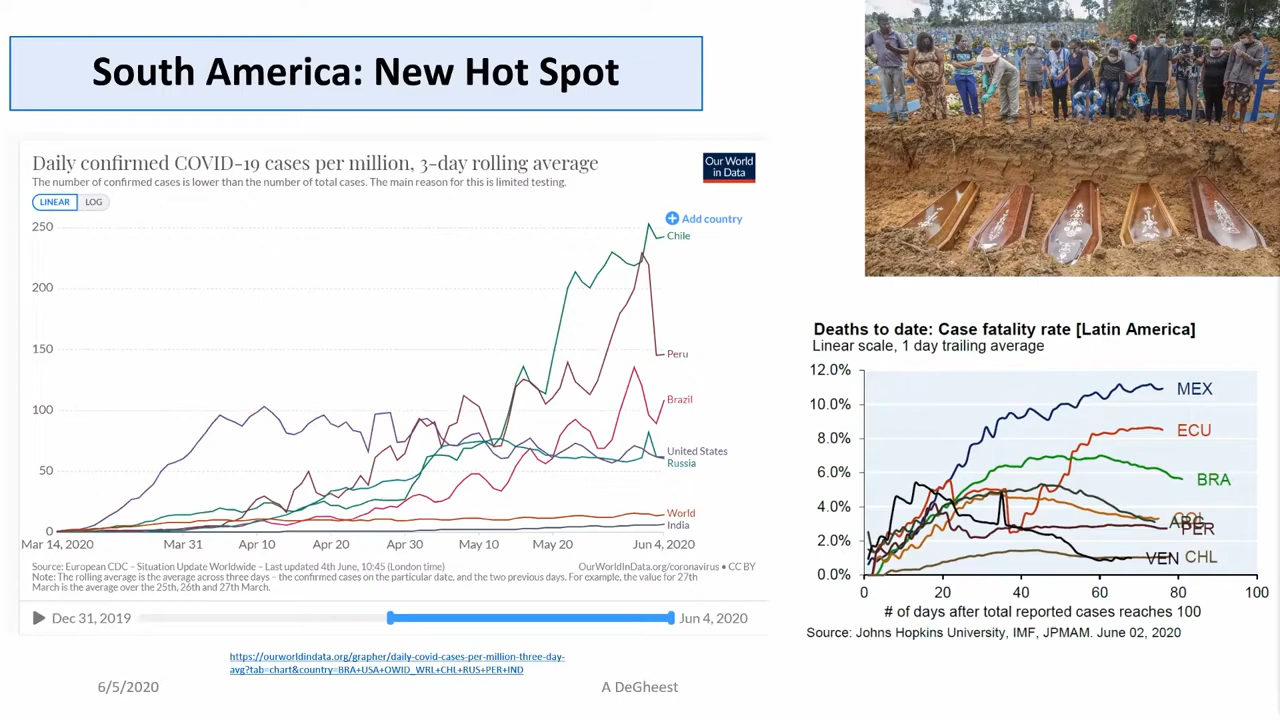 South America: New Hot Spot
Daily confirmed COVID-19 cases per million, 3-day rolling average
The number of confirmed cases is lower than the number of total cases. The main reason for this is limited testing.
Our World
in Data
LINEAR
LOG
Add country
250
200
150
100
50
0
Chile
Peru
Brazil
United States
Russia
World
India
Mar 14, 2020
Mar 31
Apr 10
Apr 20
Apr 30
May 10
May 20
Jun 4, 2020
Source: European CDC – Situation Update Worldwide – Last updated 4th June, 10:45 (London time)
OurWorldInData.org/coronavirus • CC BY
Note: The rolling average is the average across three days – the confirmed cases on the particular date, and the two previous days. For example, the value for 27th
March is the average over the 25th, 26th and 27th March.
Dec 31, 2019
Jun 4, 2020
https://ourworldindata.org/grapher/daily-covid-cases-per-million-three-day-
avg?tab=chart&country=BRA+USA+OWID_WRL+CHL+RUS+PER+IND
Deaths to date: Case fatality rate [Latin America]
Linear scale, 1 day trailing average
12.0%
10.0%
8.0%
6.0%
4.0%
2.0%
0.0%
MEX
ECU
BRA
COL
ARG
PER
VEN
CHL
0
20
40
60
80
100
# of days after total reported cases reaches 100
Source: Johns Hopkins University, IMF, JPMAM. June 02, 2020
6/5/2020
A DeGheest